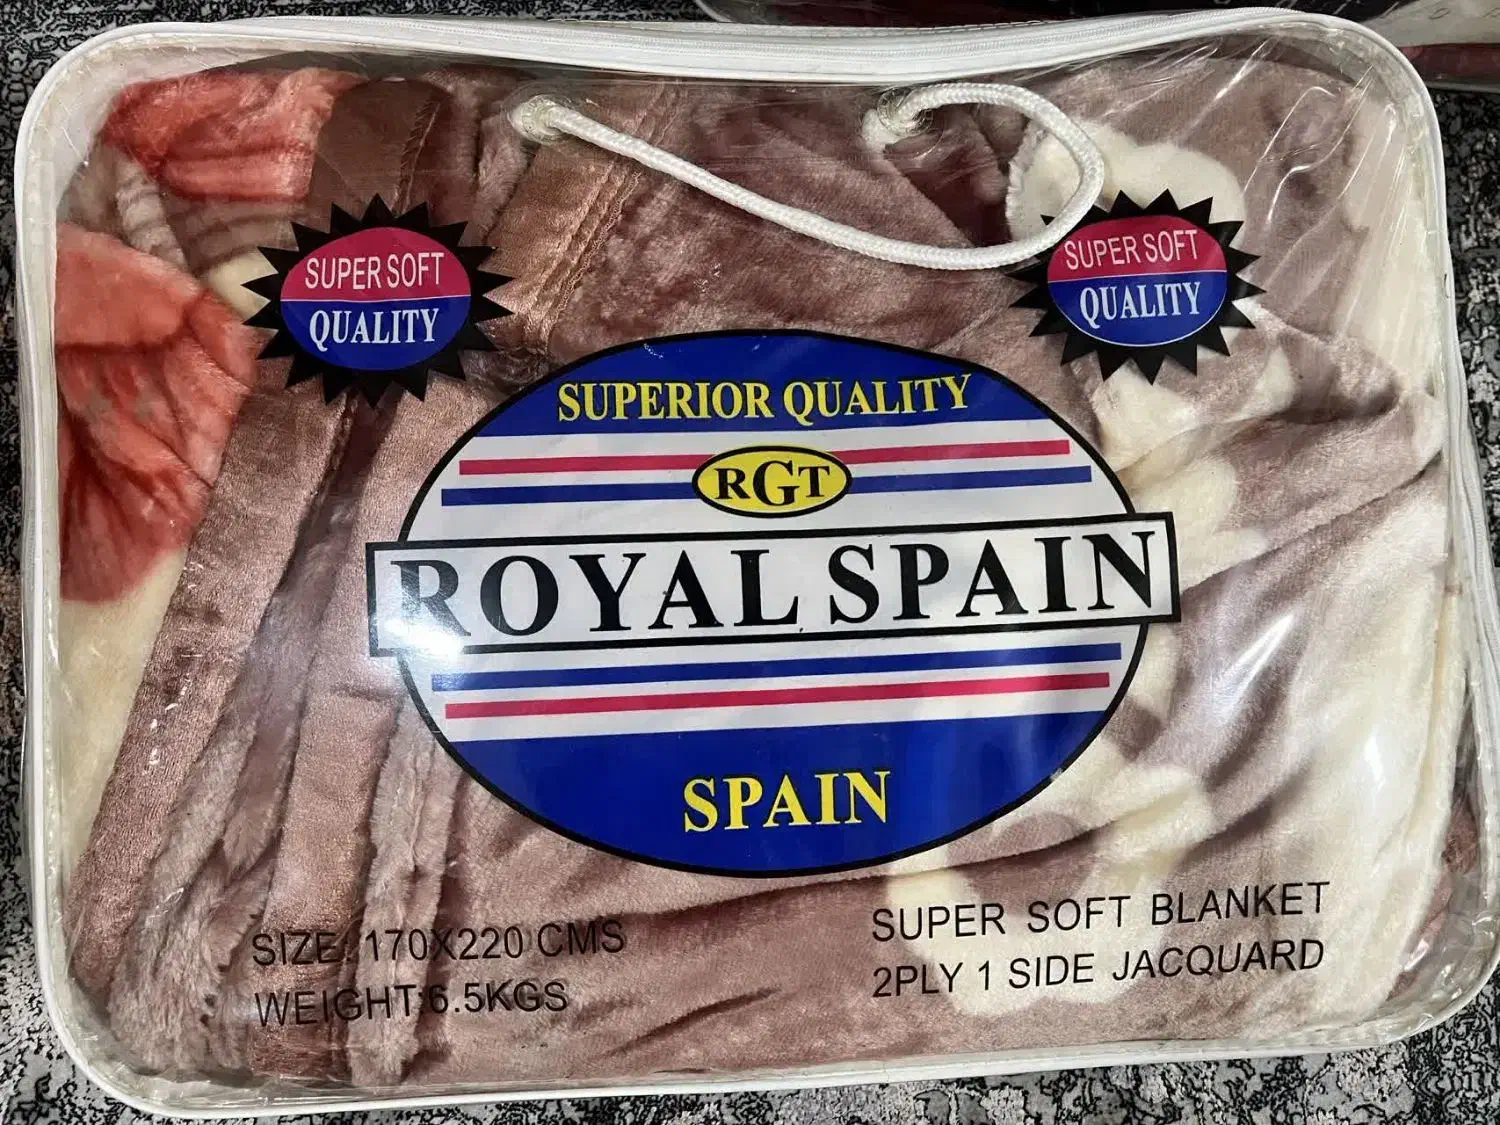 SUPER SOFT
QUALITY
SUPER SOFT
QUALITY
SUPERIOR QUALITY
RGT
ROYAL SPAIN
SPAIN
SIZE: 170X220 CMS
WEIGHT:6.5KGS
SUPER SOFT BLANKET
2PLY 1 SIDE JACQUARD